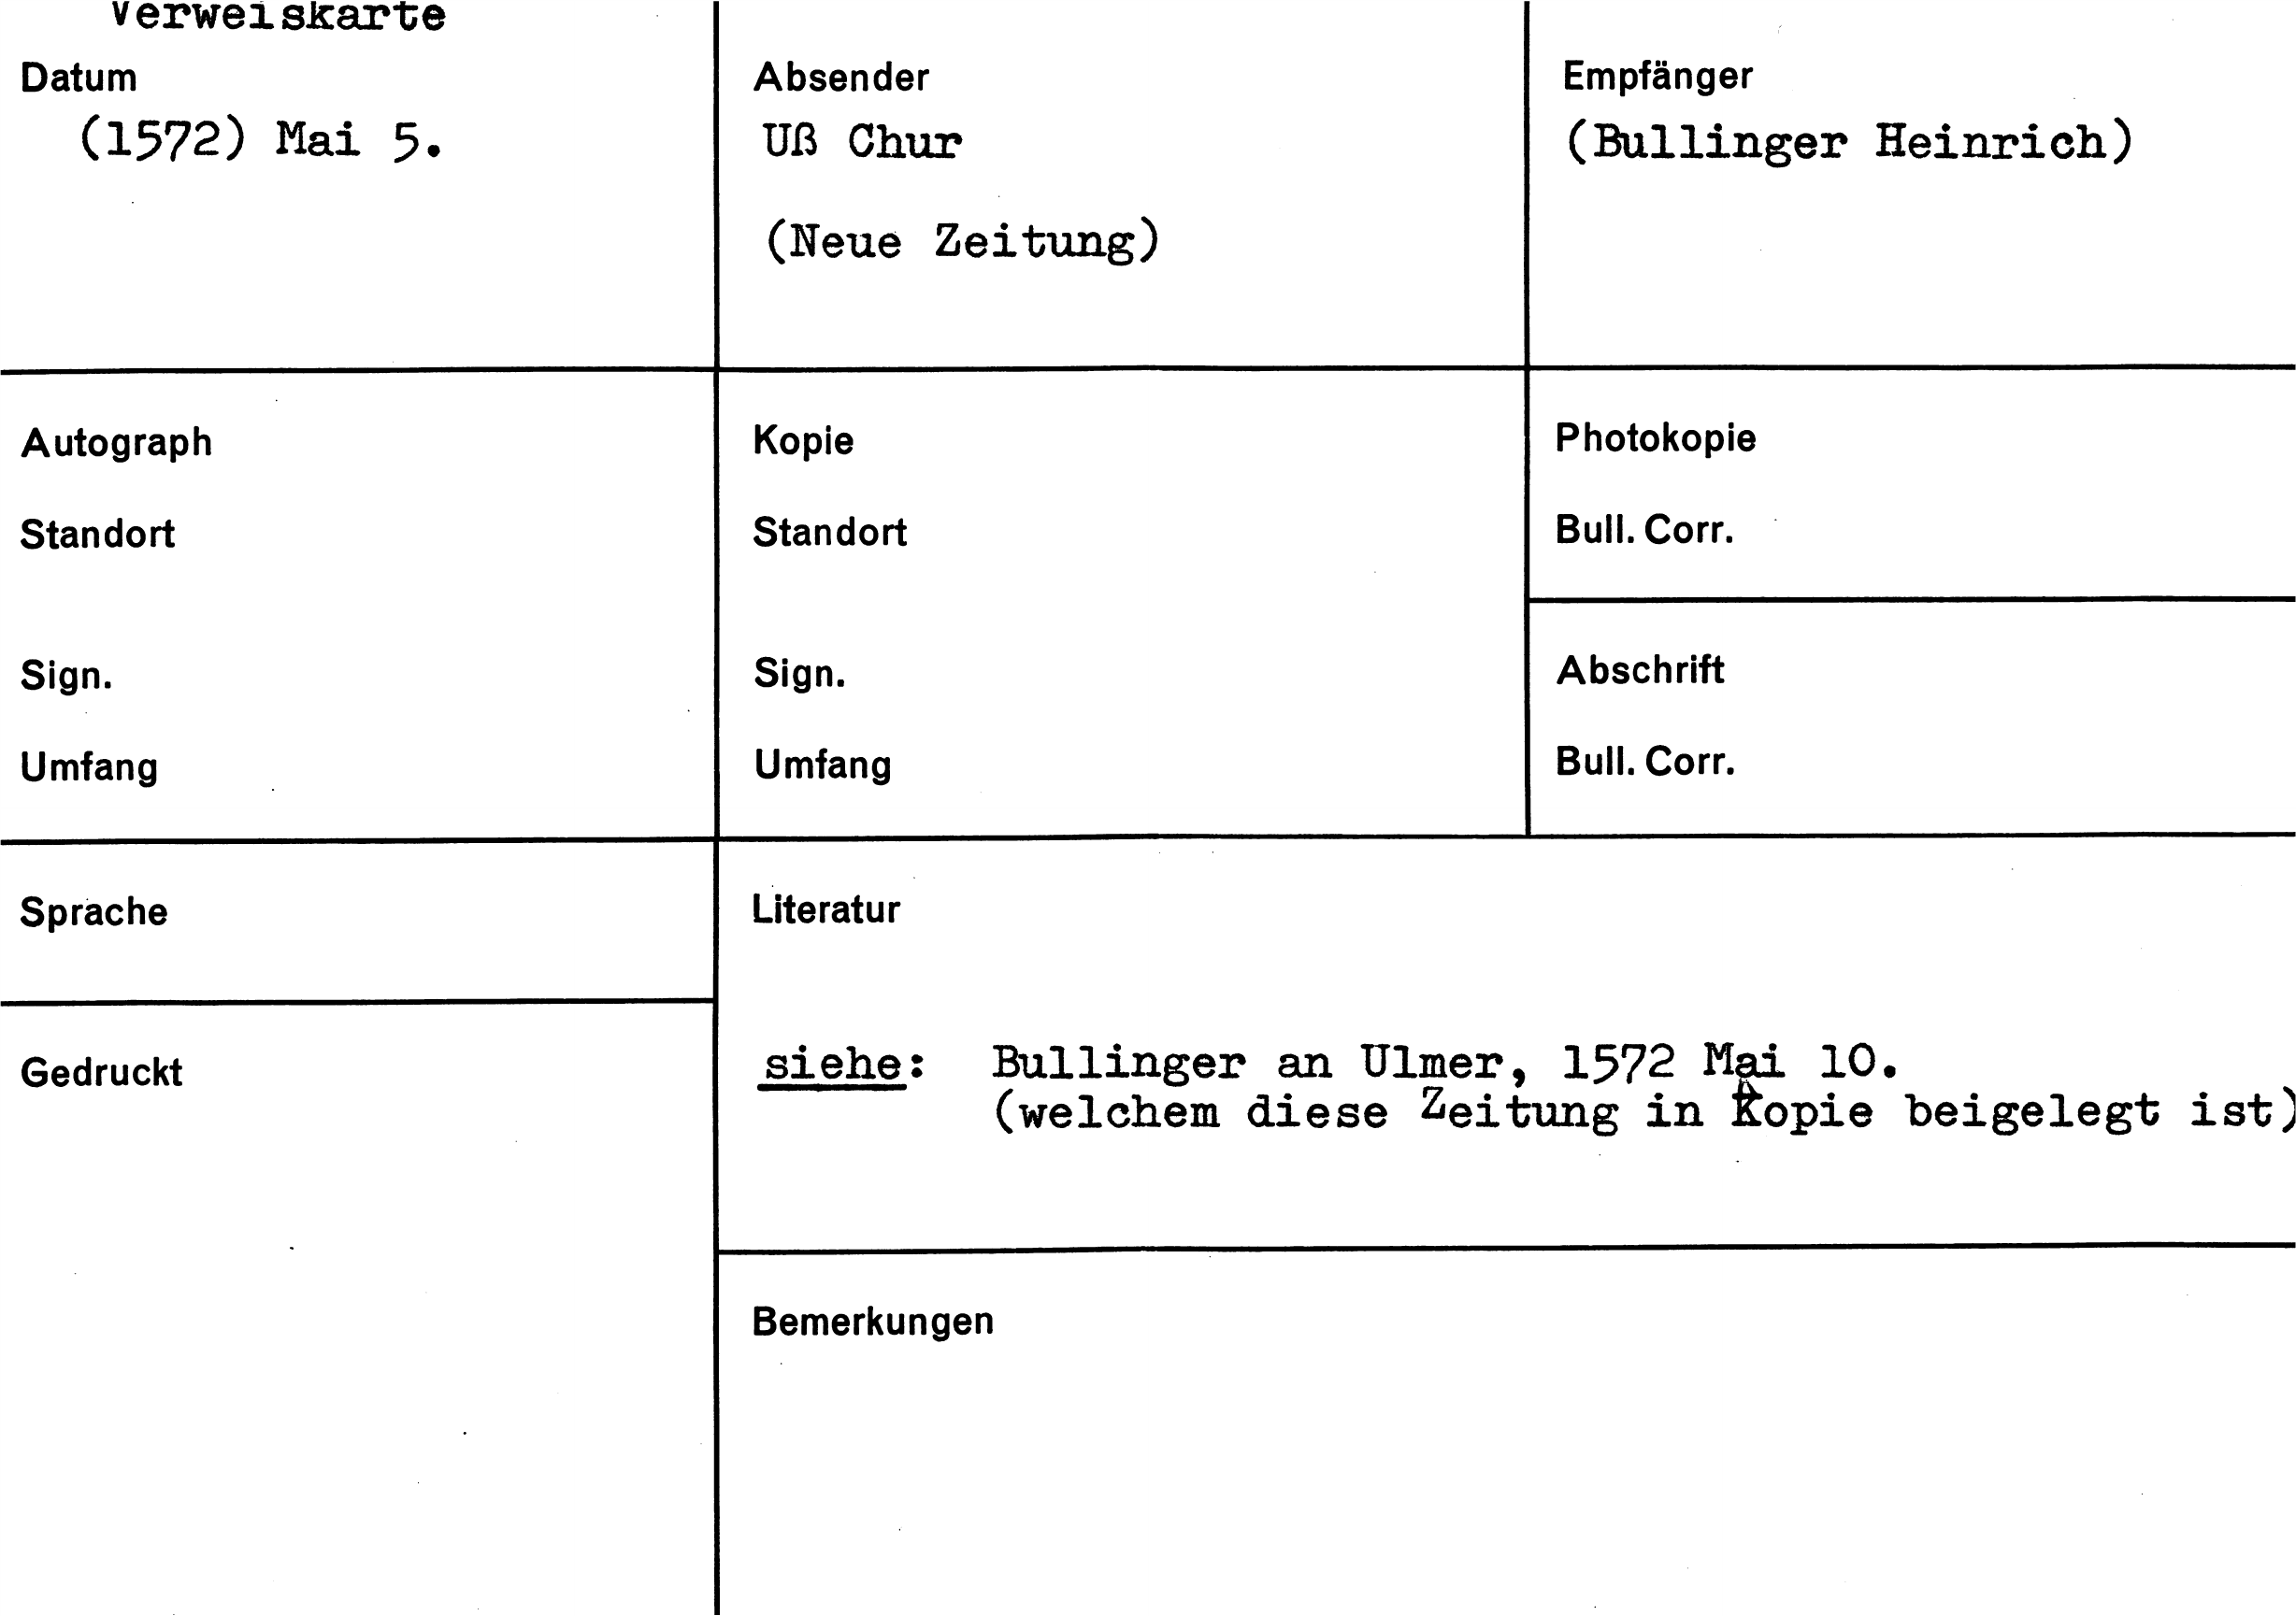 Verweiskarte
Datum
(1572) Mai 5.
Absender
Uß Chur
(Neue Zeitung)
Empfänger
(Bullinger Heinrich)
Autograph
Standort
Sign.
Umfang
Kopie
Standort
Sign.
Umfang
Photokopie
Bull. Corr.
Abschrift
Bull. Corr.
Sprache
Gedruckt
Literatur
siehe: Bullinger an Ulmer, 1572 Mai 10.
(welchem diese Zeitung in Kopie beigelegt ist)
Bemerkungen